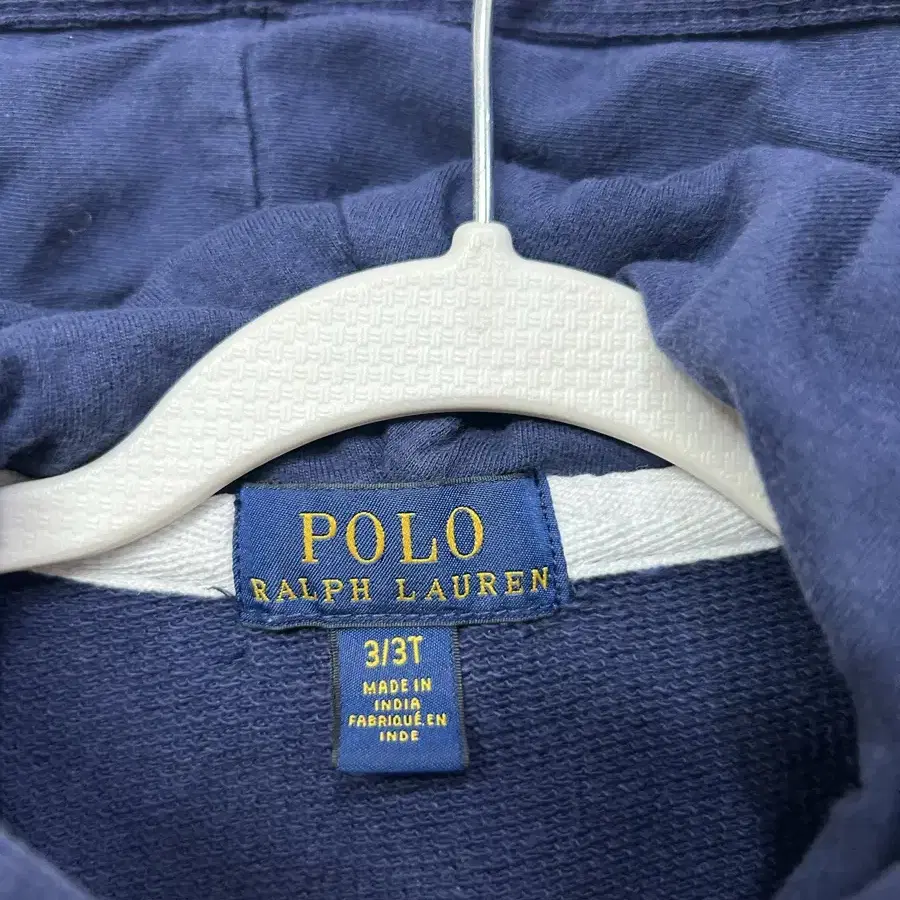 POLO
RALPH LAUREN
3/3T
MADE IN
INDIA
FABRIQUÉ EN
INDE